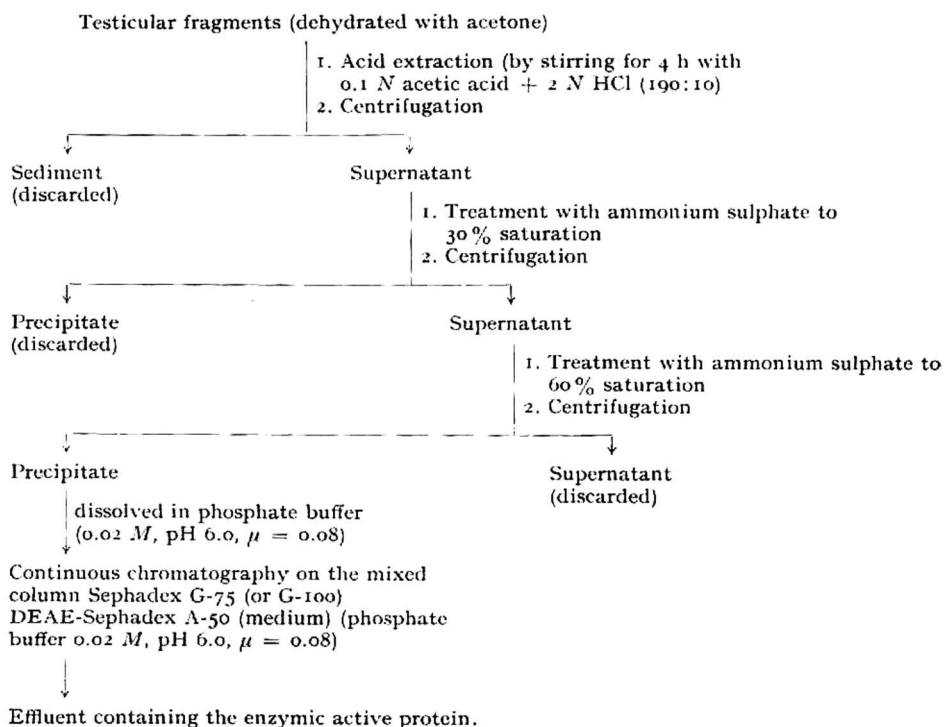 Testicular fragments (dehydrated with acetone)
1. Acid extraction (by stirring for 4 h with
0.1 N acetic acid + 2 N HCl (190:10)
2. Centrifugation
Sediment
(discarded)
Supernatant
1. Treatment with ammonium sulphate to
30% saturation
2. Centrifugation
Precipitate
(discarded)
Supernatant
1. Treatment with ammonium sulphate to
60% saturation
2. Centrifugation
Precipitate
Supernatant
(discarded)
dissolved in phosphate buffer
(0.02 M, pH 6.0, μ = 0.08)
Continuous chromatography on the mixed
column Sephadex G-75 (or G-100)
DEAE-Sephadex A-50 (medium) (phosphate
buffer 0.02 M, pH 6.0, μ = 0.08)
Effluent containing the enzymic active protein.